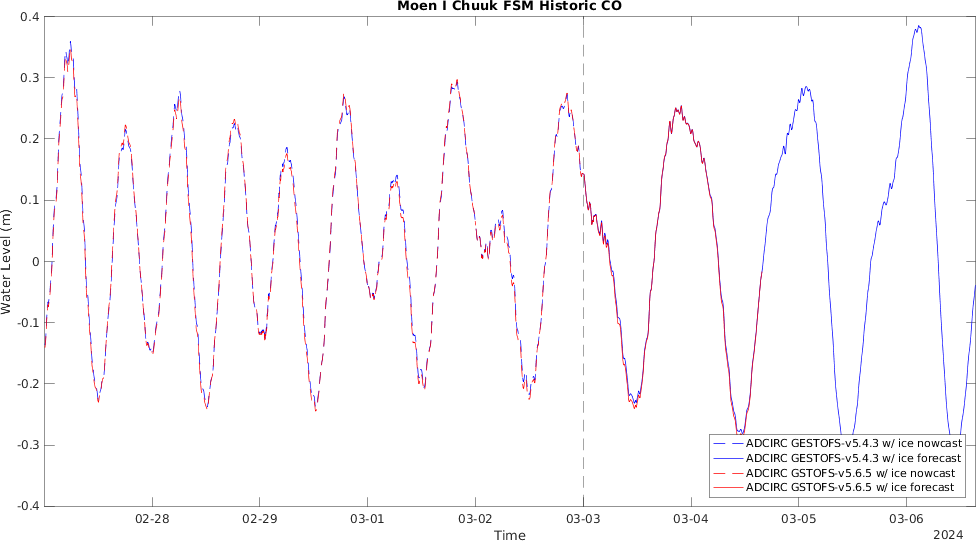 Moen I Chuuk FSM Historic CO
0.4
0.3
0.2
0.1
0
-0.1
-0.2
-0.3
-0.4
Water Level (m)
ADCIRC GESTOFS-v5.4.3 w/ ice nowcast
ADCIRC GESTOFS-v5.4.3 w/ ice forecast
ADCIRC GSTOFS-v5.6.5 w/ ice nowcast
ADCIRC GSTOFS-v5.6.5 w/ ice forecast
02-28 02-29 03-01 03-02 03-03 03-04 03-05 03-06
Time
2024